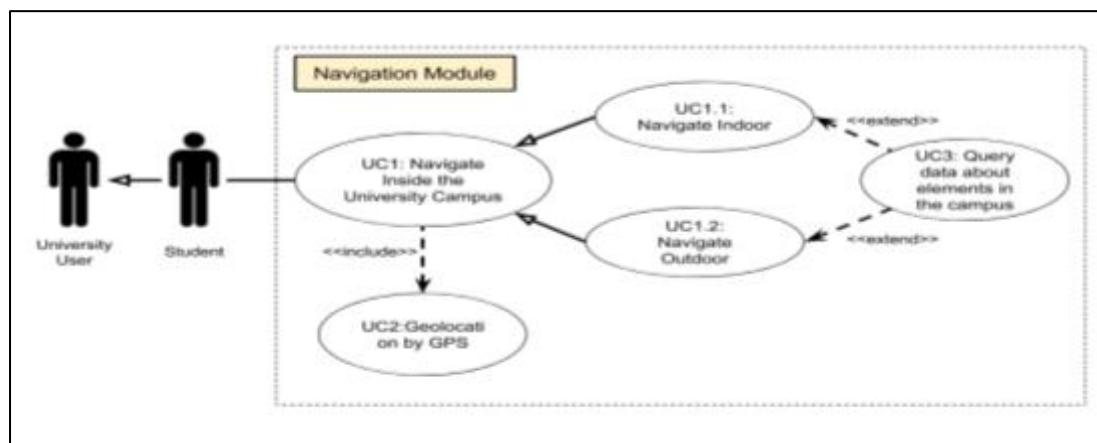 Navigation Module
UC1.1:
Navigate Indoor
<<extend>>
UC1: Navigate
Inside the
University Campus
UC3: Query
data about
elements in
the campus
University
User
Student
<<include>>
UC1.2:
Navigate
Outdoor
<<extend>>
UC2:Geolocati
on by GPS